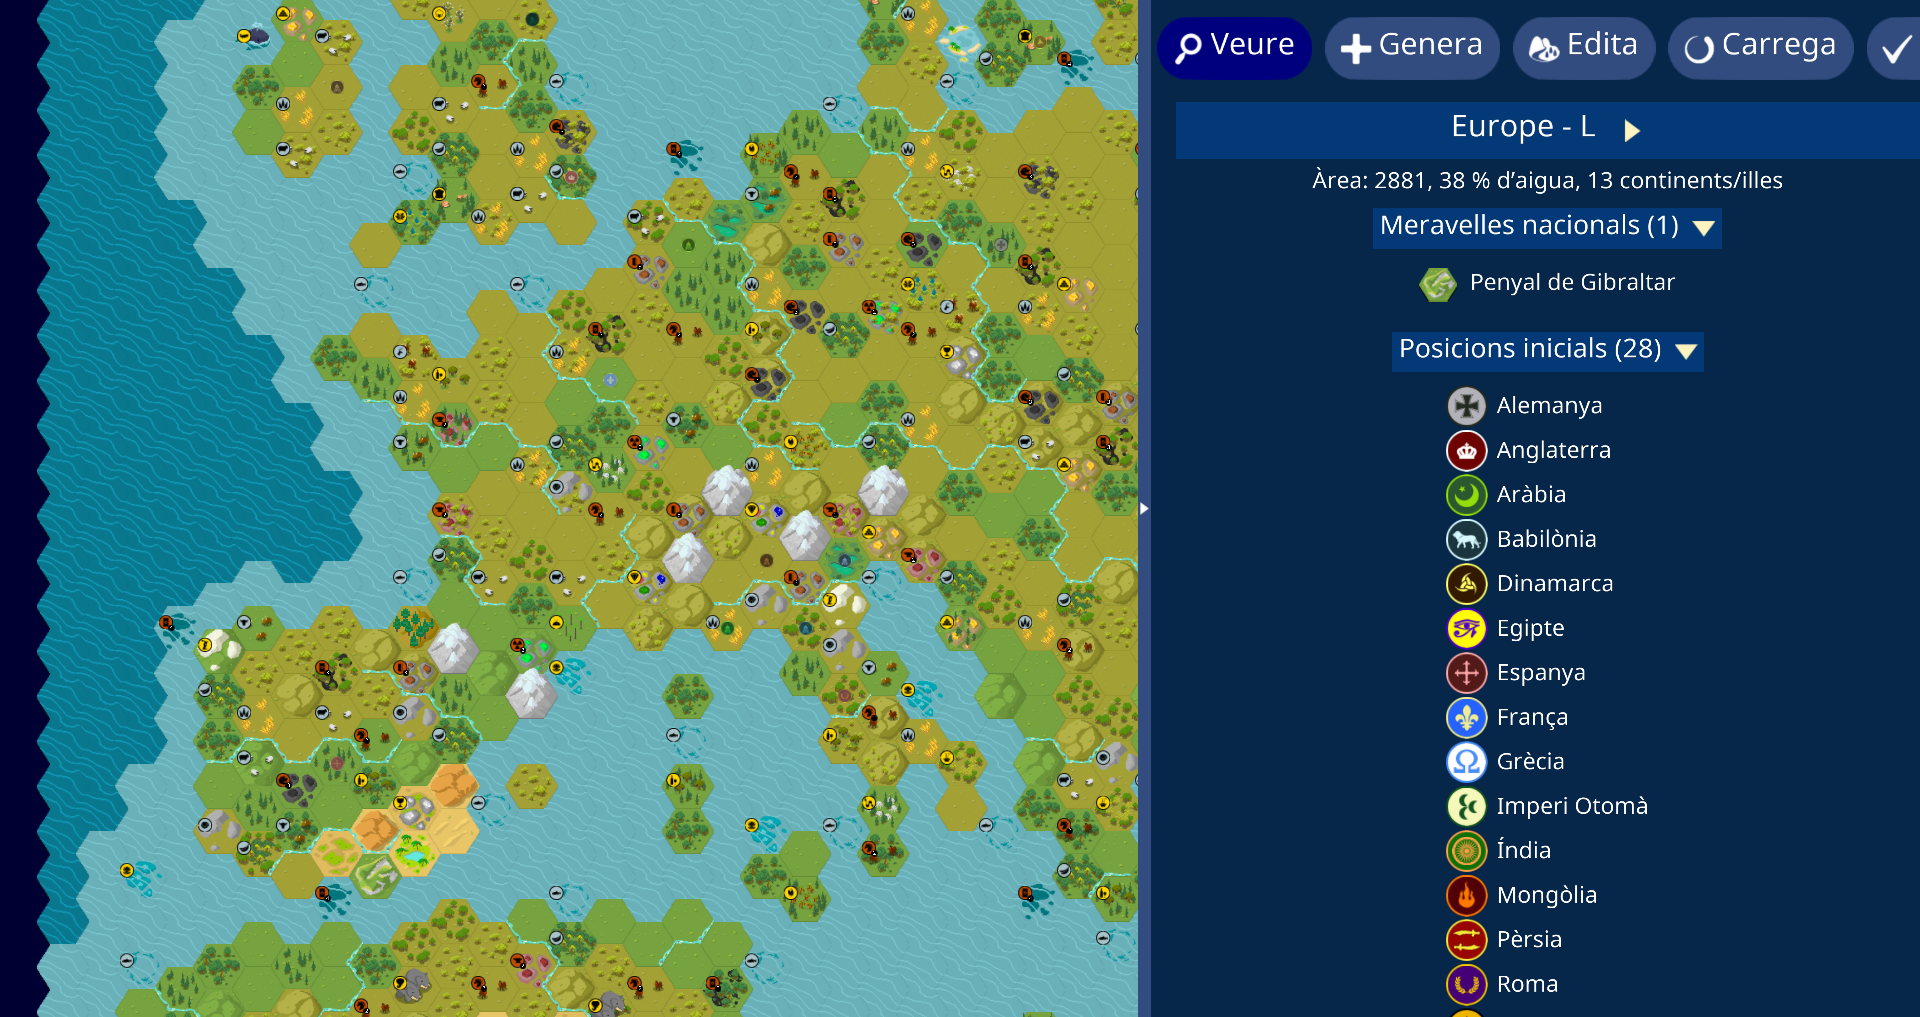 Veure
Genera
Edita
Carrega
Europe - L
Àrea: 2881, 38 % d'aigua, 13 continents/illes
Meravelles nacionals (1)
Penyal de Gibraltar
Posicions inicials (28)
Alemanya
Anglaterra
Aràbia
Babilònia
Dinamarca
Egipte
Espanya
França
Grècia
Imperi Otomà
Índia
Mongòlia
Pèrsia
Roma